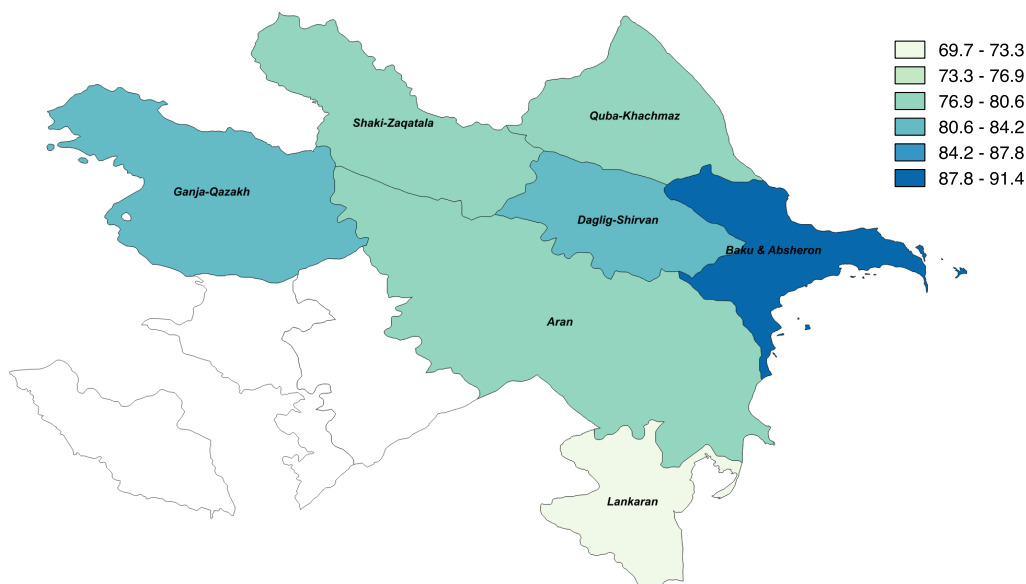 69.7 - 73.3
73.3 - 76.9
76.9 - 80.6
80.6 - 84.2
84.2 - 87.8
87.8 - 91.4
Quba-Khachmaz
Shaki-Zaqatala
Ganja-Qazakh
Daglig-Shirvan
Baku & Absheron
Aran
Lankaran